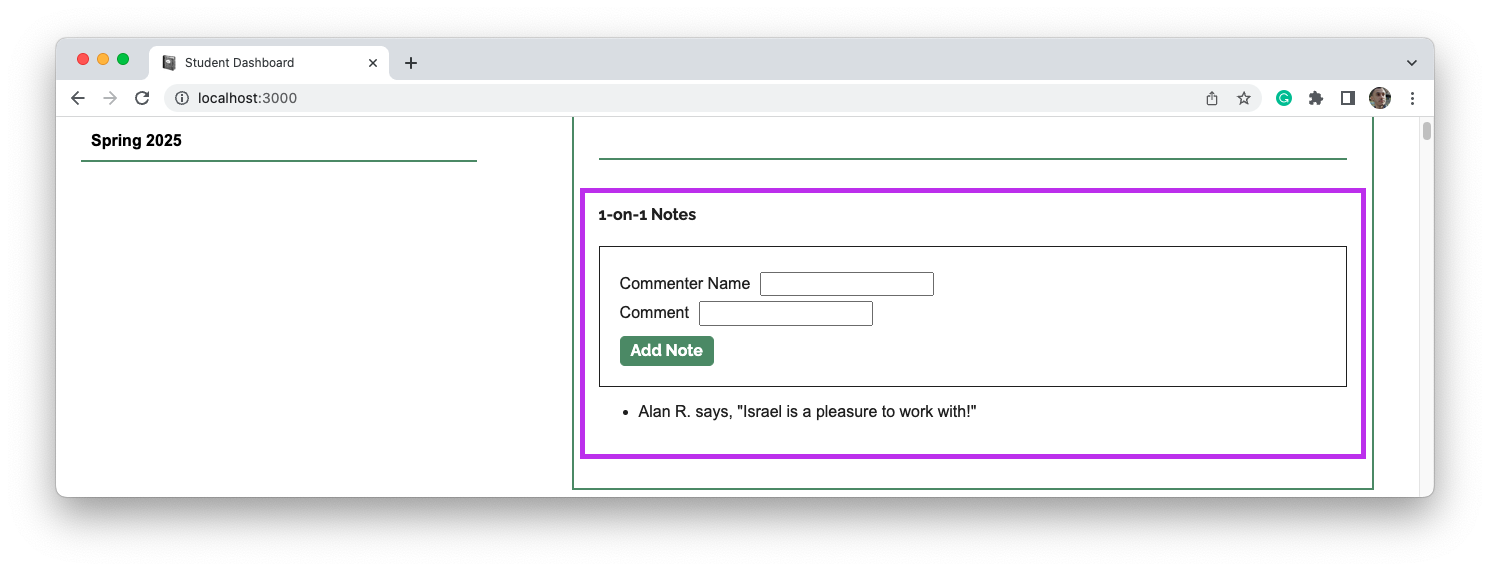 Student Dashboard
localhost:3000
Spring 2025
1-on-1 Notes
Commenter Name
Comment
Add Note
Alan R. says, "Israel is a pleasure to work with!"